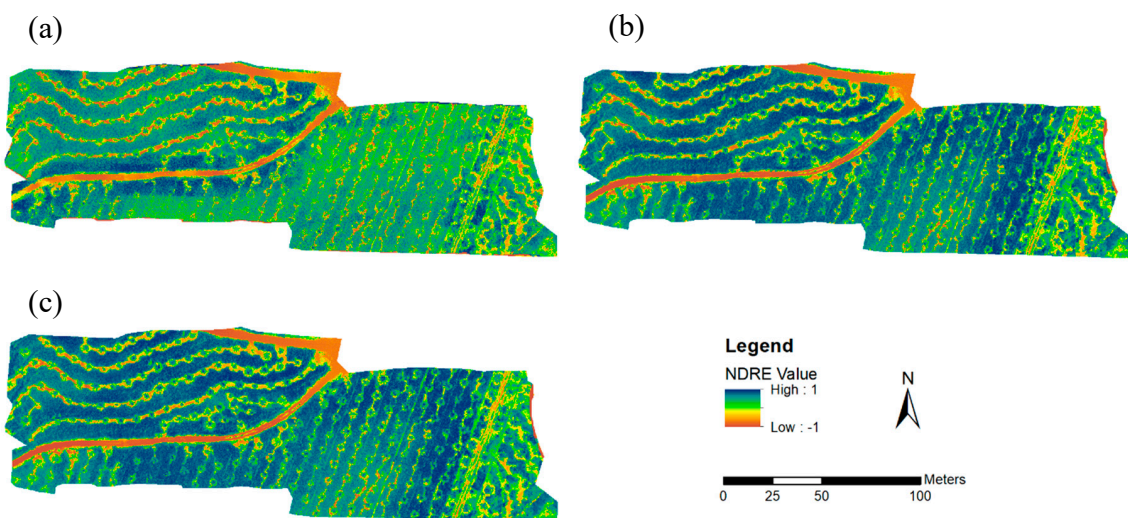 (a)
(b)
(c)
Legend
NDRE Value
High : 1
Low : -1
N
Meters
0 25 50 100